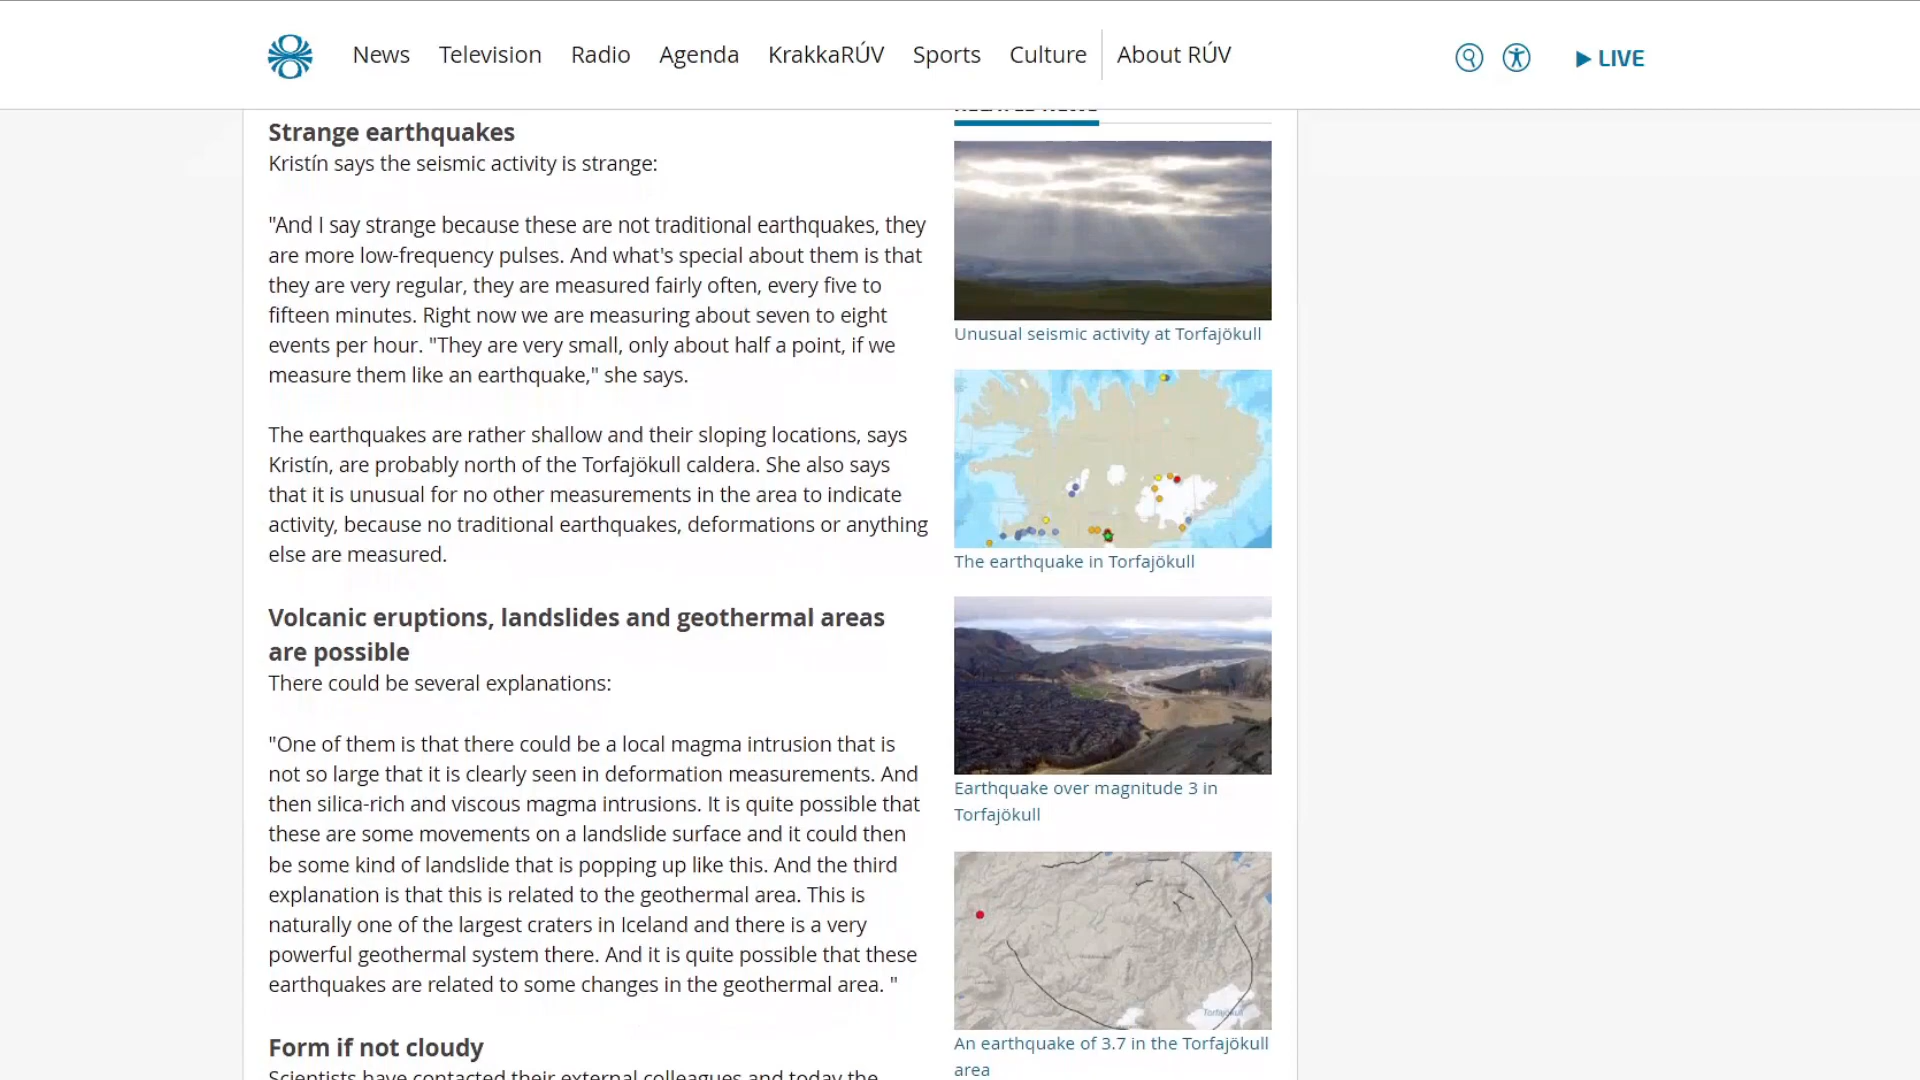 News Television Radio Agenda KrakkaRÚV Sports Culture About RÚV LIVE
Strange earthquakes
Kristín says the seismic activity is strange:
"And I say strange because these are not traditional earthquakes, they
are more low-frequency pulses. And what's special about them is that
they are very regular, they are measured fairly often, every five to
fifteen minutes. Right now we are measuring about seven to eight
events per hour. "They are very small, only about half a point, if we
measure them like an earthquake," she says.
The earthquakes are rather shallow and their sloping locations, says
Kristín, are probably north of the Torfajökull caldera. She also says
that it is unusual for no other measurements in the area to indicate
activity, because no traditional earthquakes, deformations or anything
else are measured.
Volcanic eruptions, landslides and geothermal areas
are possible
There could be several explanations:
"One of them is that there could be a local magma intrusion that is
not so large that it is clearly seen in deformation measurements. And
then silica-rich and viscous magma intrusions. It is quite possible that
these are some movements on a landslide surface and it could then
be some kind of landslide that is popping up like this. And the third
explanation is that this is related to the geothermal area. This is
naturally one of the largest craters in Iceland and there is a very
powerful geothermal system there. And it is quite possible that these
earthquakes are related to some changes in the geothermal area. "
Form if not cloudy
Scientists have contacted their external colleagues and today the
Unusual seismic activity at Torfajökull
The earthquake in Torfajökull
Earthquake over magnitude 3 in
Torfajökull
Torfajökull
An earthquake of 3.7 in the Torfajökull
area